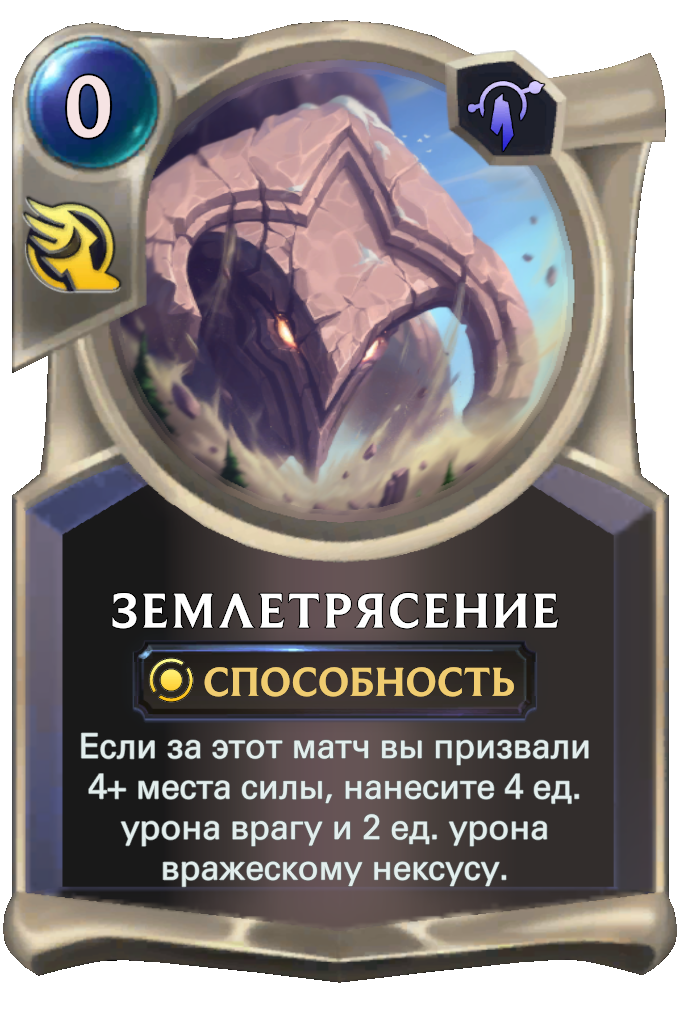 0
ЗЕМЛЕТРЯСЕНИЕ
СПОСОБНОСТЬ
Если за этот матч вы призвали
4+ места силы, нанесите 4 ед.
урона врагу и 2 ед. урона
вражескому нексусу.